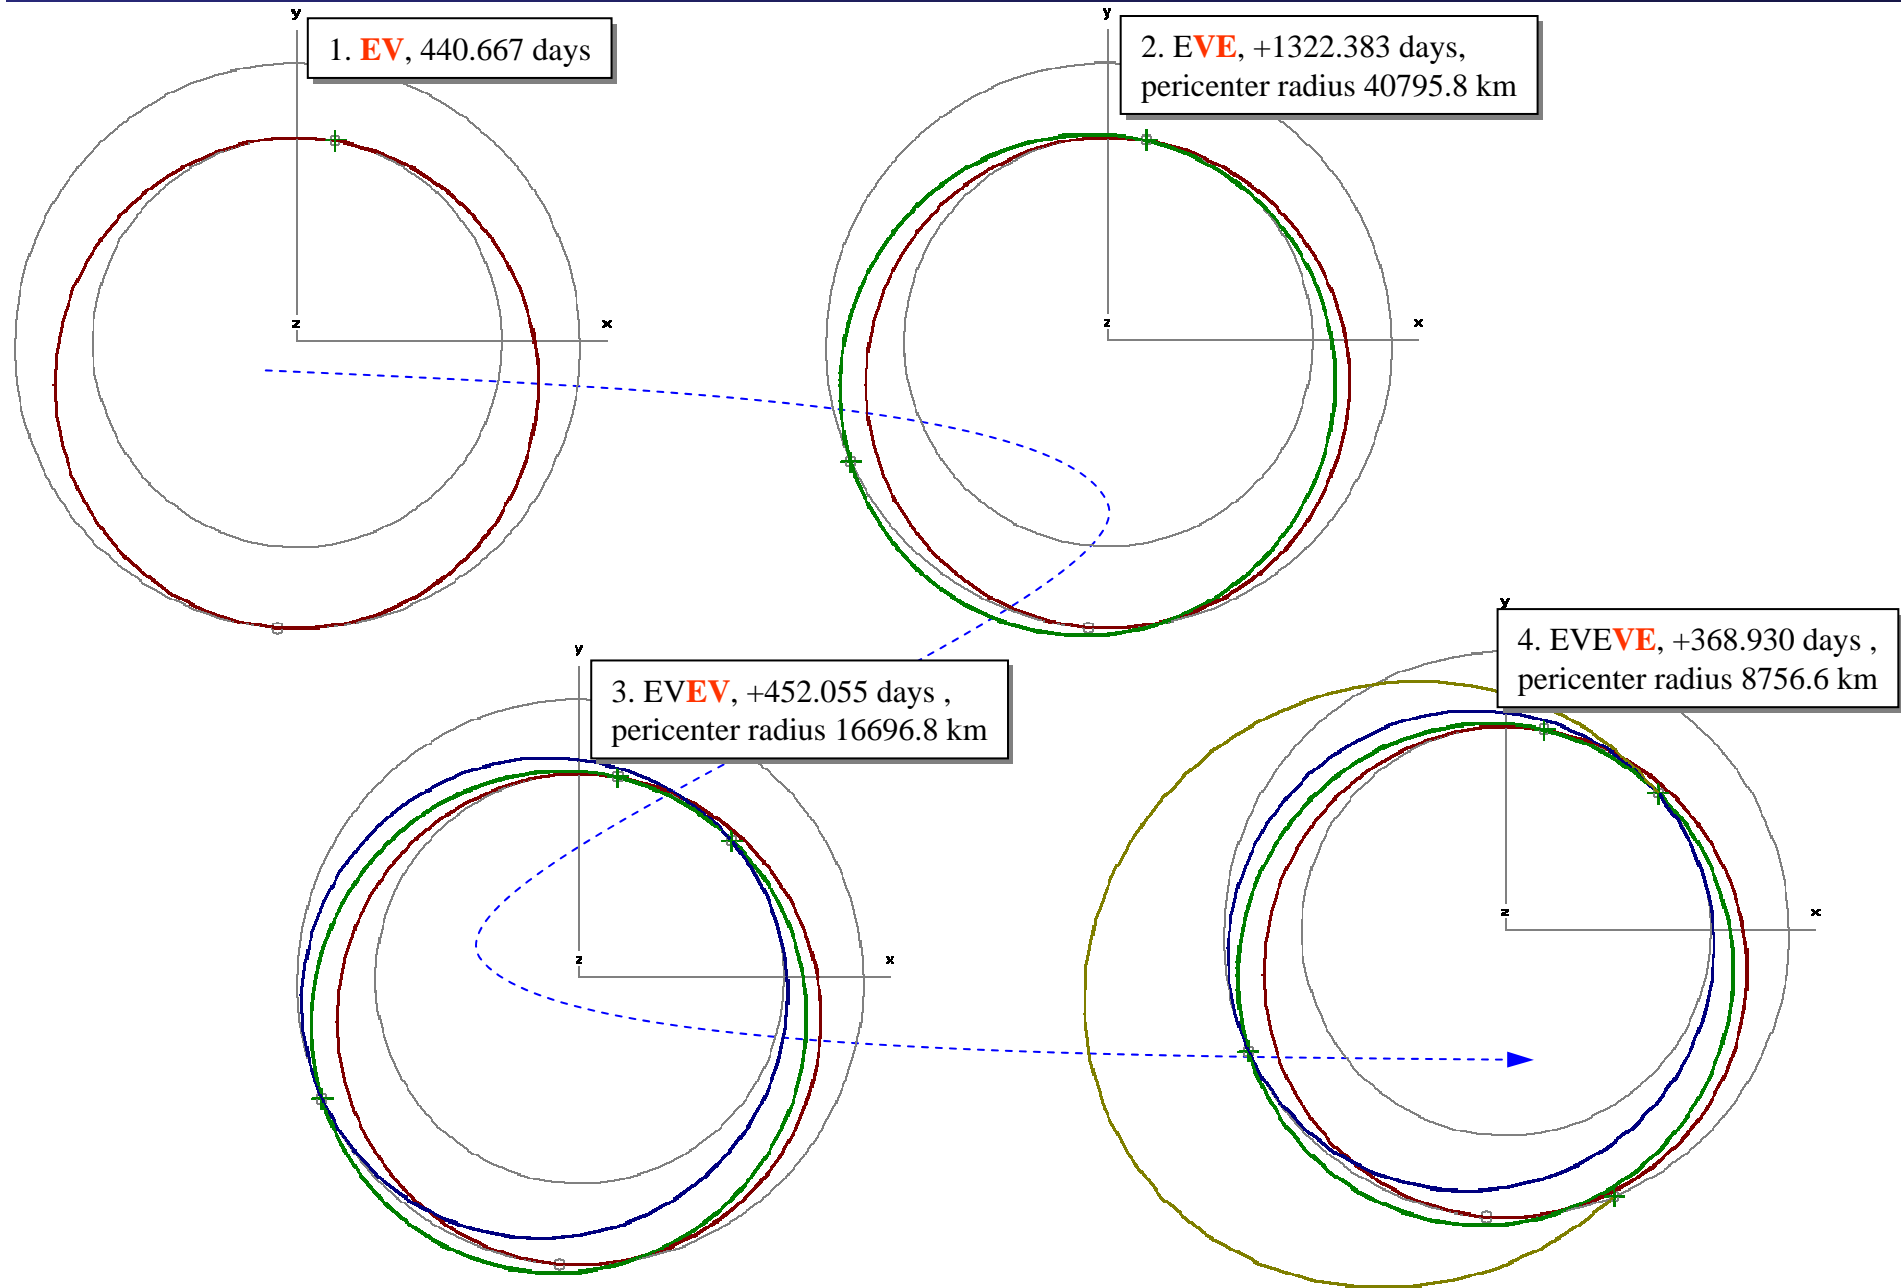 y
1. EV, 440.667 days
z
x
y
2. EVE, +1322.383 days,
pericenter radius 40795.8 km
z
x
y
3. EVEV, +452.055 days ,
pericenter radius 16696.8 km
z
x
y
4. EVEVE, +368.930 days ,
pericenter radius 8756.6 km
z
x